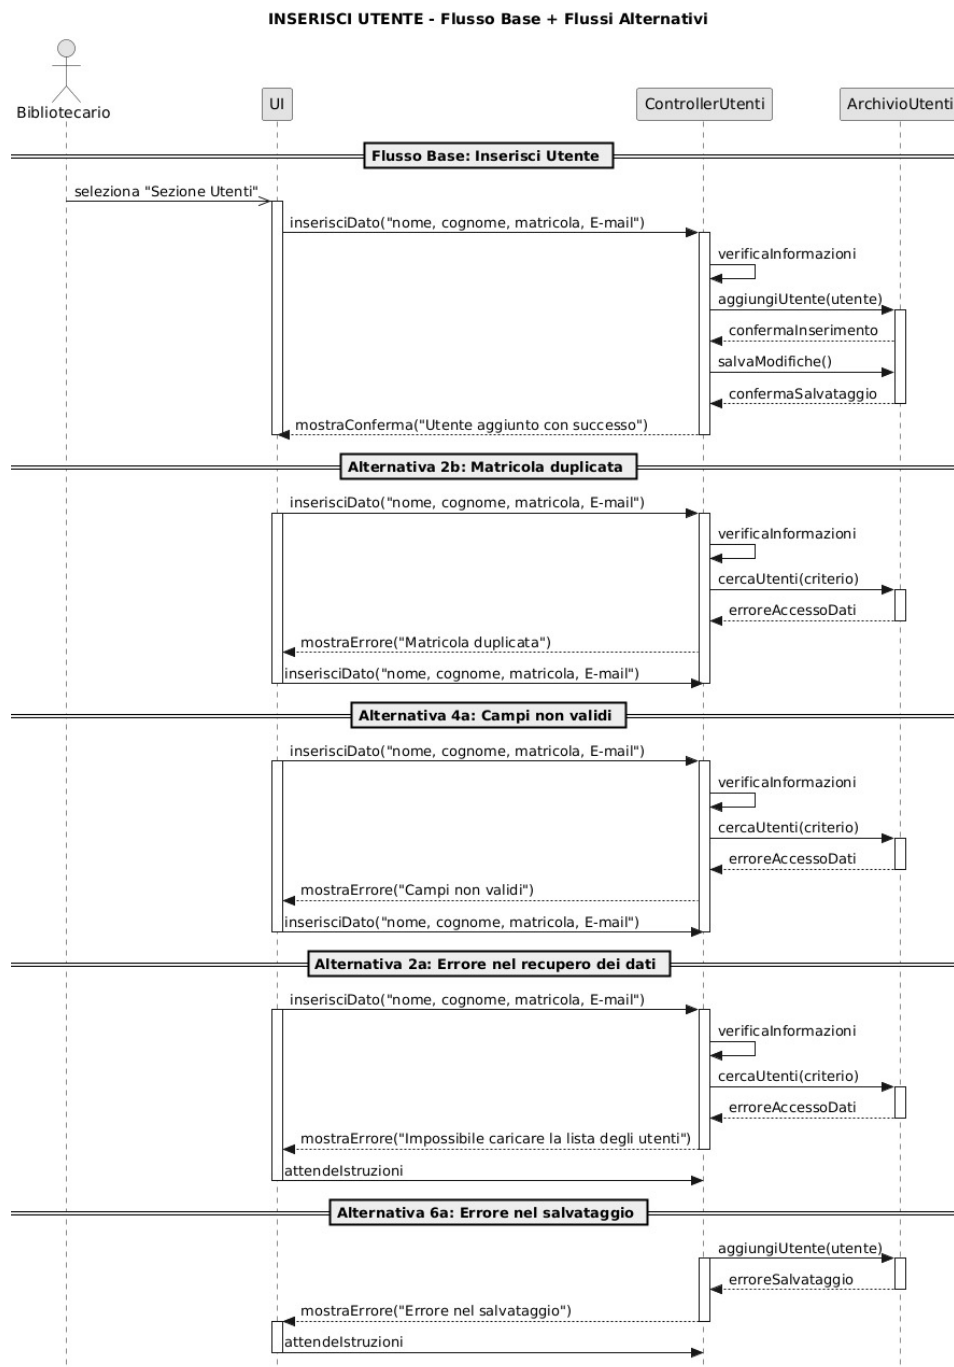 INSERISCI UTENTE - Flusso Base + Flussi Alternativi
Bibliotecario
UI
ControllerUtenti
ArchivioUtenti
Flusso Base: Inserisci Utente
seleziona "Sezione Utenti"
inserisciDato("nome, cognome, matricola, E-mail")
verificaInformazioni
aggiungiUtente(utente)
confermaInserimento
salvaModifiche()
confermaSalvataggio
mostraConferma("Utente aggiunto con successo")
Alternativa 2b: Matricola duplicata
inserisciDato("nome, cognome, matricola, E-mail")
verificaInformazioni
cercaUtenti(criterio)
erroreAccessoDati
mostraErrore("Matricola duplicata")
inserisciDato("nome, cognome, matricola, E-mail")
Alternativa 4a: Campi non validi
inserisciDato("nome, cognome, matricola, E-mail")
verificaInformazioni
cercaUtenti(criterio)
erroreAccessoDati
mostraErrore("Campi non validi")
inserisciDato("nome, cognome, matricola, E-mail")
Alternativa 2a: Errore nel recupero dei dati
inserisciDato("nome, cognome, matricola, E-mail")
verificaInformazioni
cercaUtenti(criterio)
erroreAccessoDati
mostraErrore("Impossibile caricare la lista degli utenti")
attendeIstruzioni
Alternativa 6a: Errore nel salvataggio
aggiungiUtente(utente)
erroreSalvataggio
mostraErrore("Errore nel salvataggio")
attendeIstruzioni